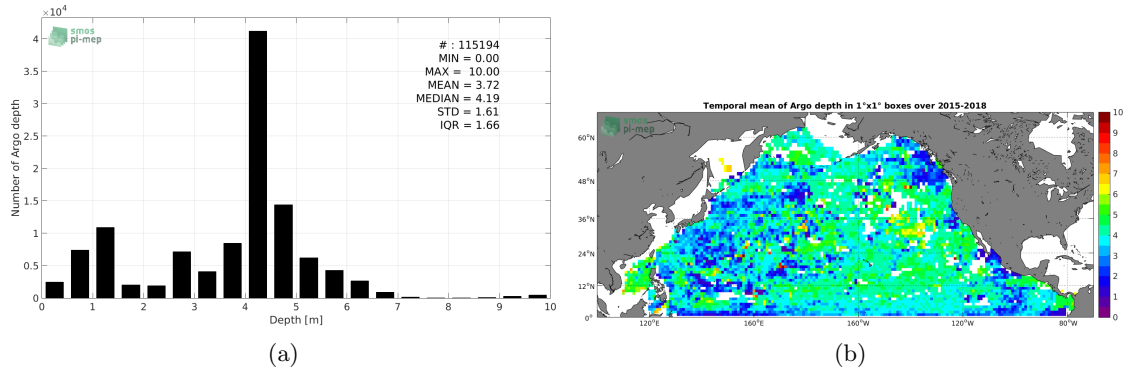 smos
pi-mep
×10⁴
4
3.5
3
2.5
2
1.5
1
0.5
0
Number of Argo depth
# : 115194
MIN = 0.00
MAX = 10.00
MEAN = 3.72
MEDIAN = 4.19
STD = 1.61
IQR = 1.66
0 1 2 3 4 5 6 7 8 9 10
Depth [m]
(a)
Temporal mean of Argo depth in 1°x1° boxes over 2015-2018
smos
pi-mep
60°N
48°N
36°N
24°N
12°N
0°
120°E 160°E 160°W 120°W 80°W
10
9
8
7
6
5
4
3
2
1
0
(b)